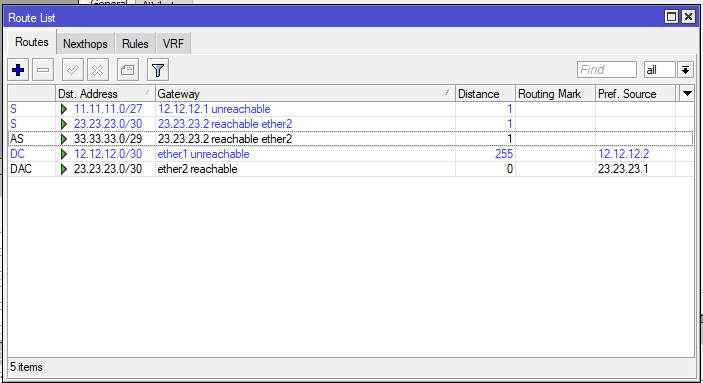 Route List
Routes Nexthops Rules VRF
Find all
Dst. Address Gateway Distance Routing Mark Pref. Source
S 11.11.11.0/27 12.12.12.1 unreachable 1
S 23.23.23.0/30 23.23.23.2 reachable ether2 1
AS 33.33.33.0/29 23.23.23.2 reachable ether2 1
DC 12.12.12.0/30 ether1 unreachable 255 12.12.12.2
DAC 23.23.23.0/30 ether2 reachable 0 23.23.23.1
5 items